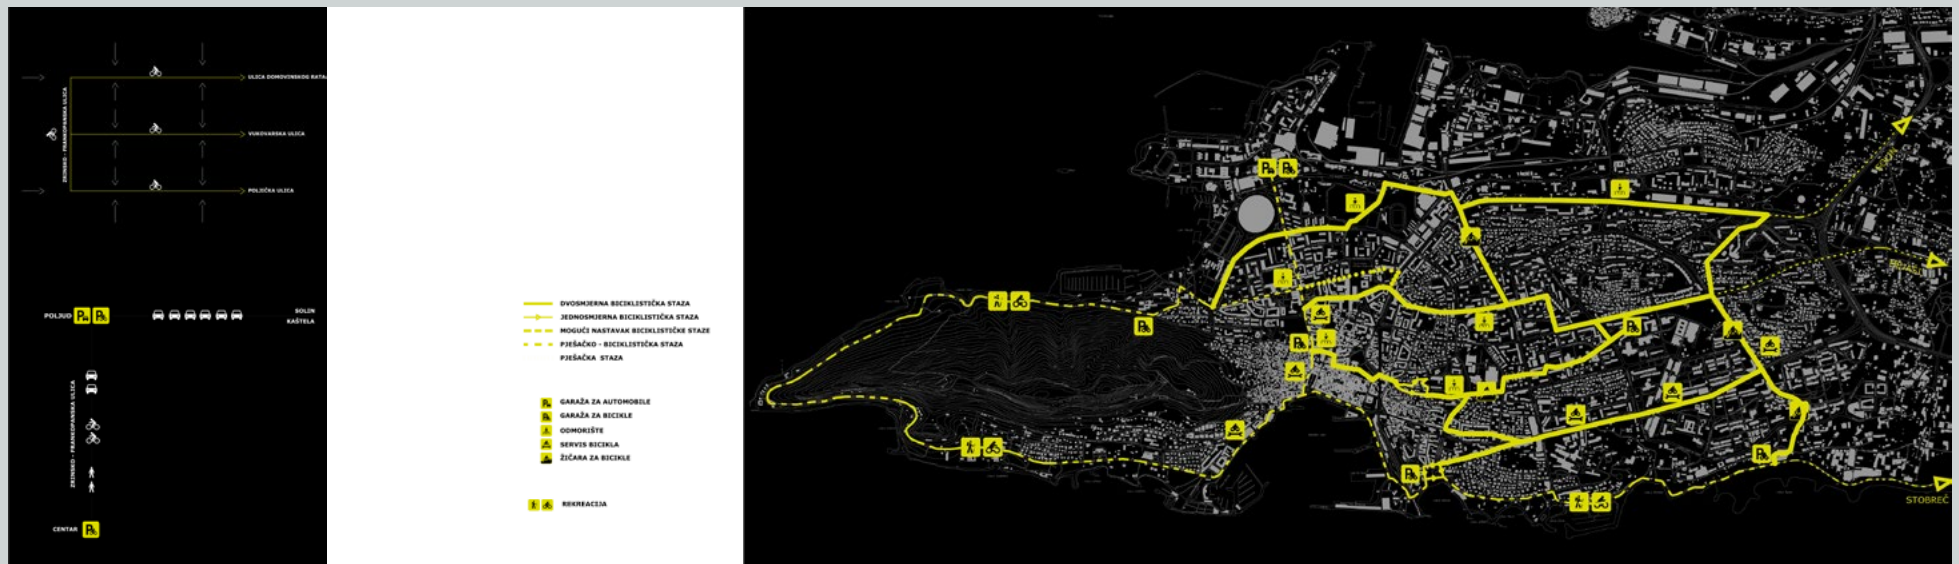 ULICA DOMOVINSKOG RATA
VUKOVARSKA ULICA
POLJIČKA ULICA
ZRINSKO - FRANKOPANSKA ULICA
POLJUD
SOLIN
KAŠTELA
ZRINSKO - FRANKOPANSKA ULICA
CENTAR
DVOSMJERNA BICIKLISTIČKA STAZA
JEDNOSMJERNA BICIKLISTIČKA STAZA
MOGUĆI NASTAVAK BICIKLISTIČKE STAZE
PJEŠAČKO - BICIKLISTIČKA STAZA
PJEŠAČKA STAZA
GARAŽA ZA AUTOMOBILE
GARAŽA ZA BICIKLE
ODMORIŠTE
SERVIS BICIKLA
ŽIČARA ZA BICIKLE
REKREACIJA
STOBREČ